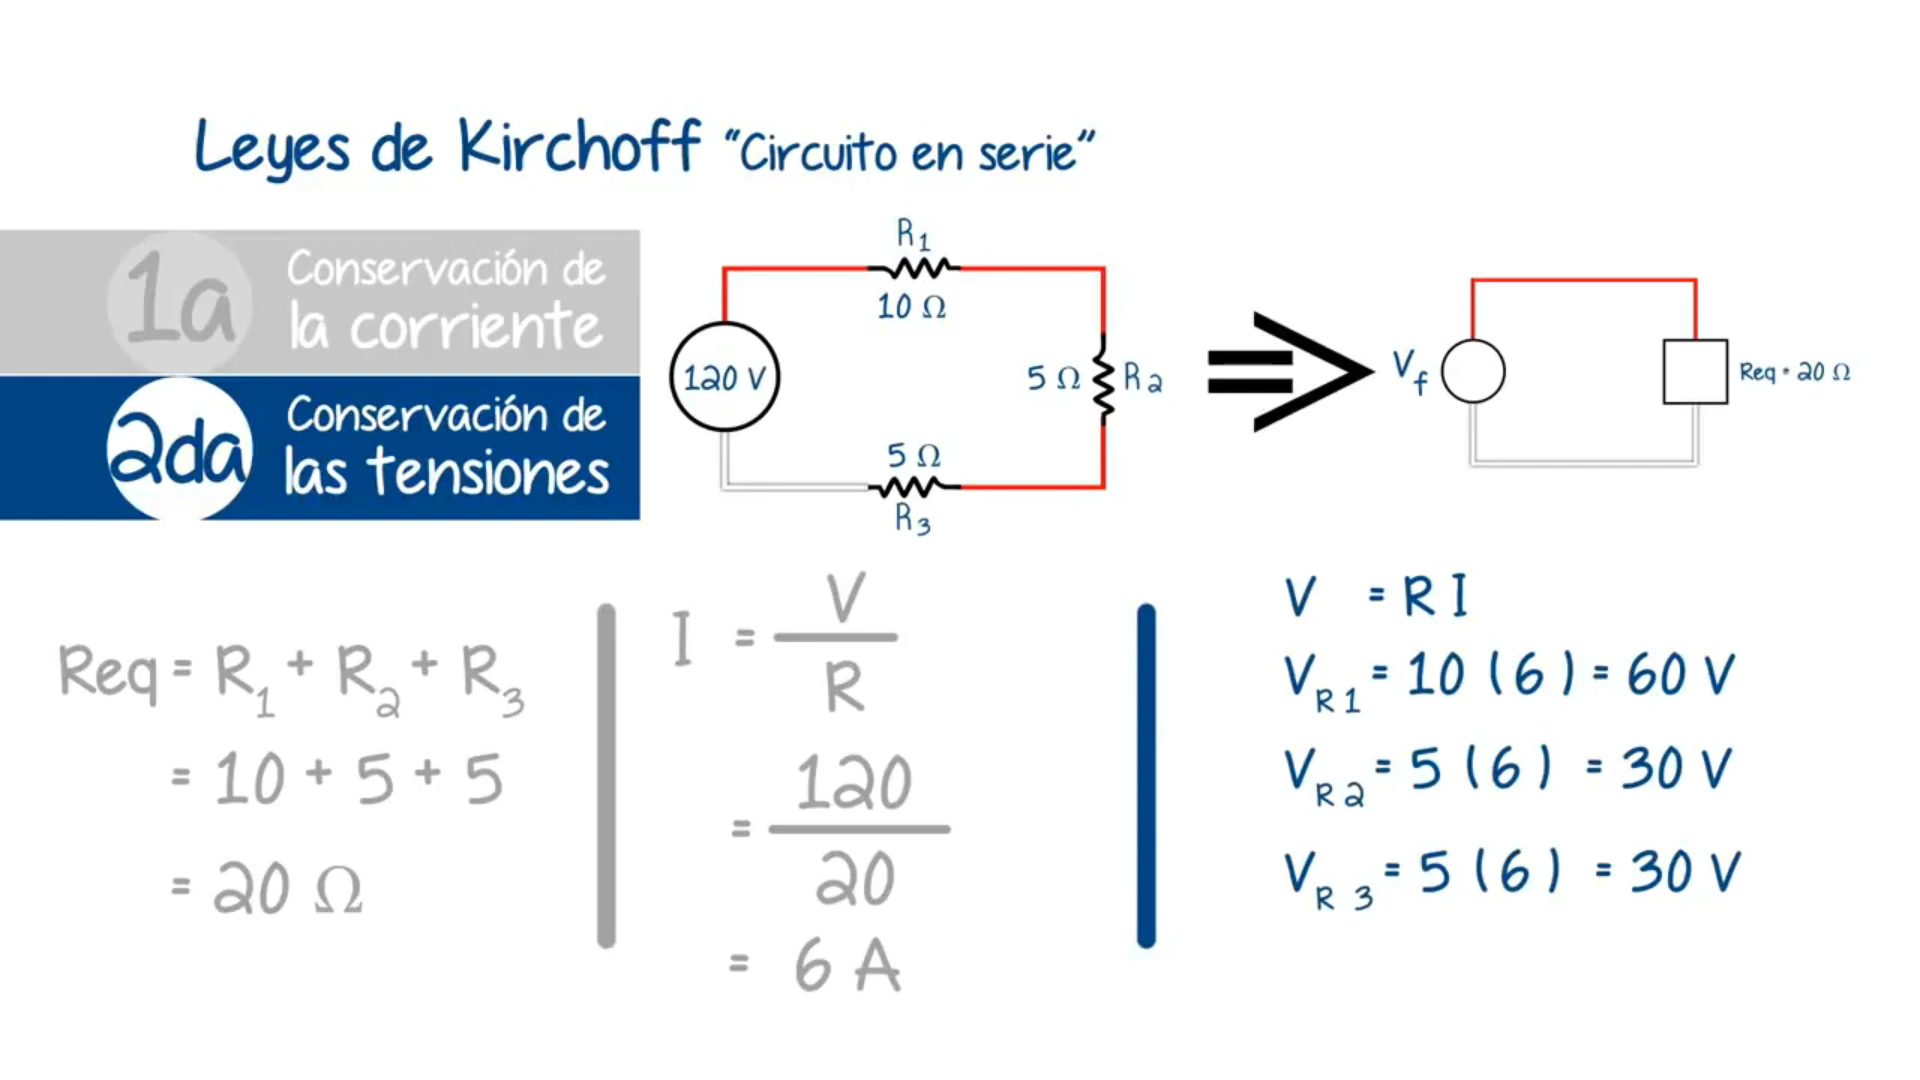 Leyes de Kirchoff “Circuito en serie”
1a
Conservación de
la corriente
2da
Conservación de
las tensiones
R1
10 Ω
120 V
5 Ω
R2
5 Ω
R3
=>
Vf
Req = 20 Ω
Req = R1 + R2 + R3
= 10 + 5 + 5
= 20 Ω
I = V
R
= 120
20
= 6 A
V = R I
VR1 = 10 (6) = 60 V
VR2 = 5 (6) = 30 V
VR3 = 5 (6) = 30 V